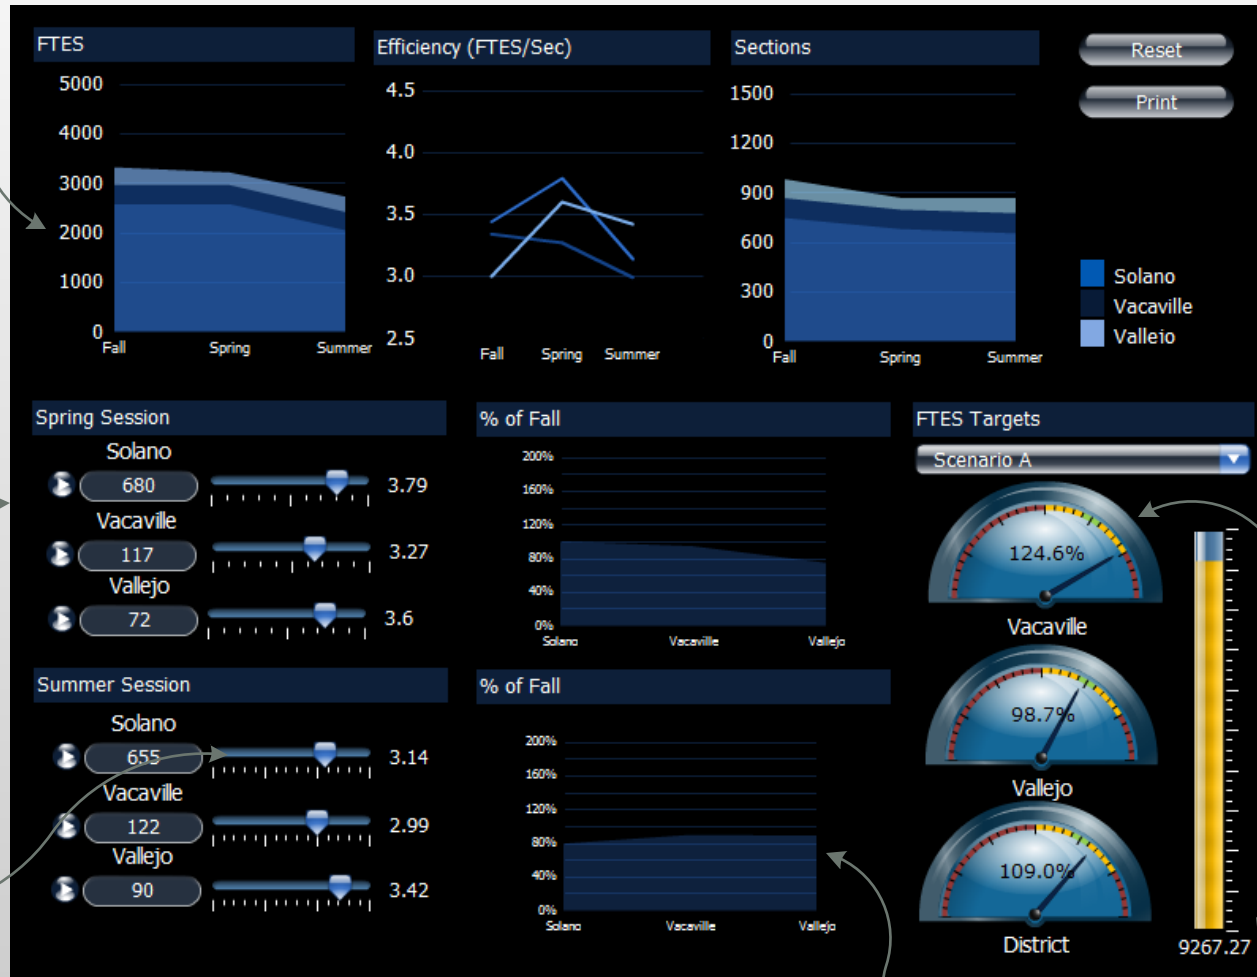 FTES
5000
4000
3000
2000
1000
0
Fall Spring Summer
Efficiency (FTES/Sec)
4.5
4.0
3.5
3.0
2.5
Fall Spring Summer
Sections
1500
1200
900
600
300
0
Fall Spring Summer
Reset
Print
Solano
Vacaville
Vallejo
Spring Session
Solano
680 3.79
Vacaville
117 3.27
Vallejo
72 3.6
% of Fall
200%
160%
120%
80%
40%
0%
Solano Vacaville Vallejo
Summer Session
Solano
655 3.14
Vacaville
122 2.99
Vallejo
90 3.42
% of Fall
200%
160%
120%
80%
40%
0%
Solano Vacaville Vallejo
FTES Targets
Scenario A
124.6%
Vacaville
98.7%
Vallejo
109.0%
District
9267.27